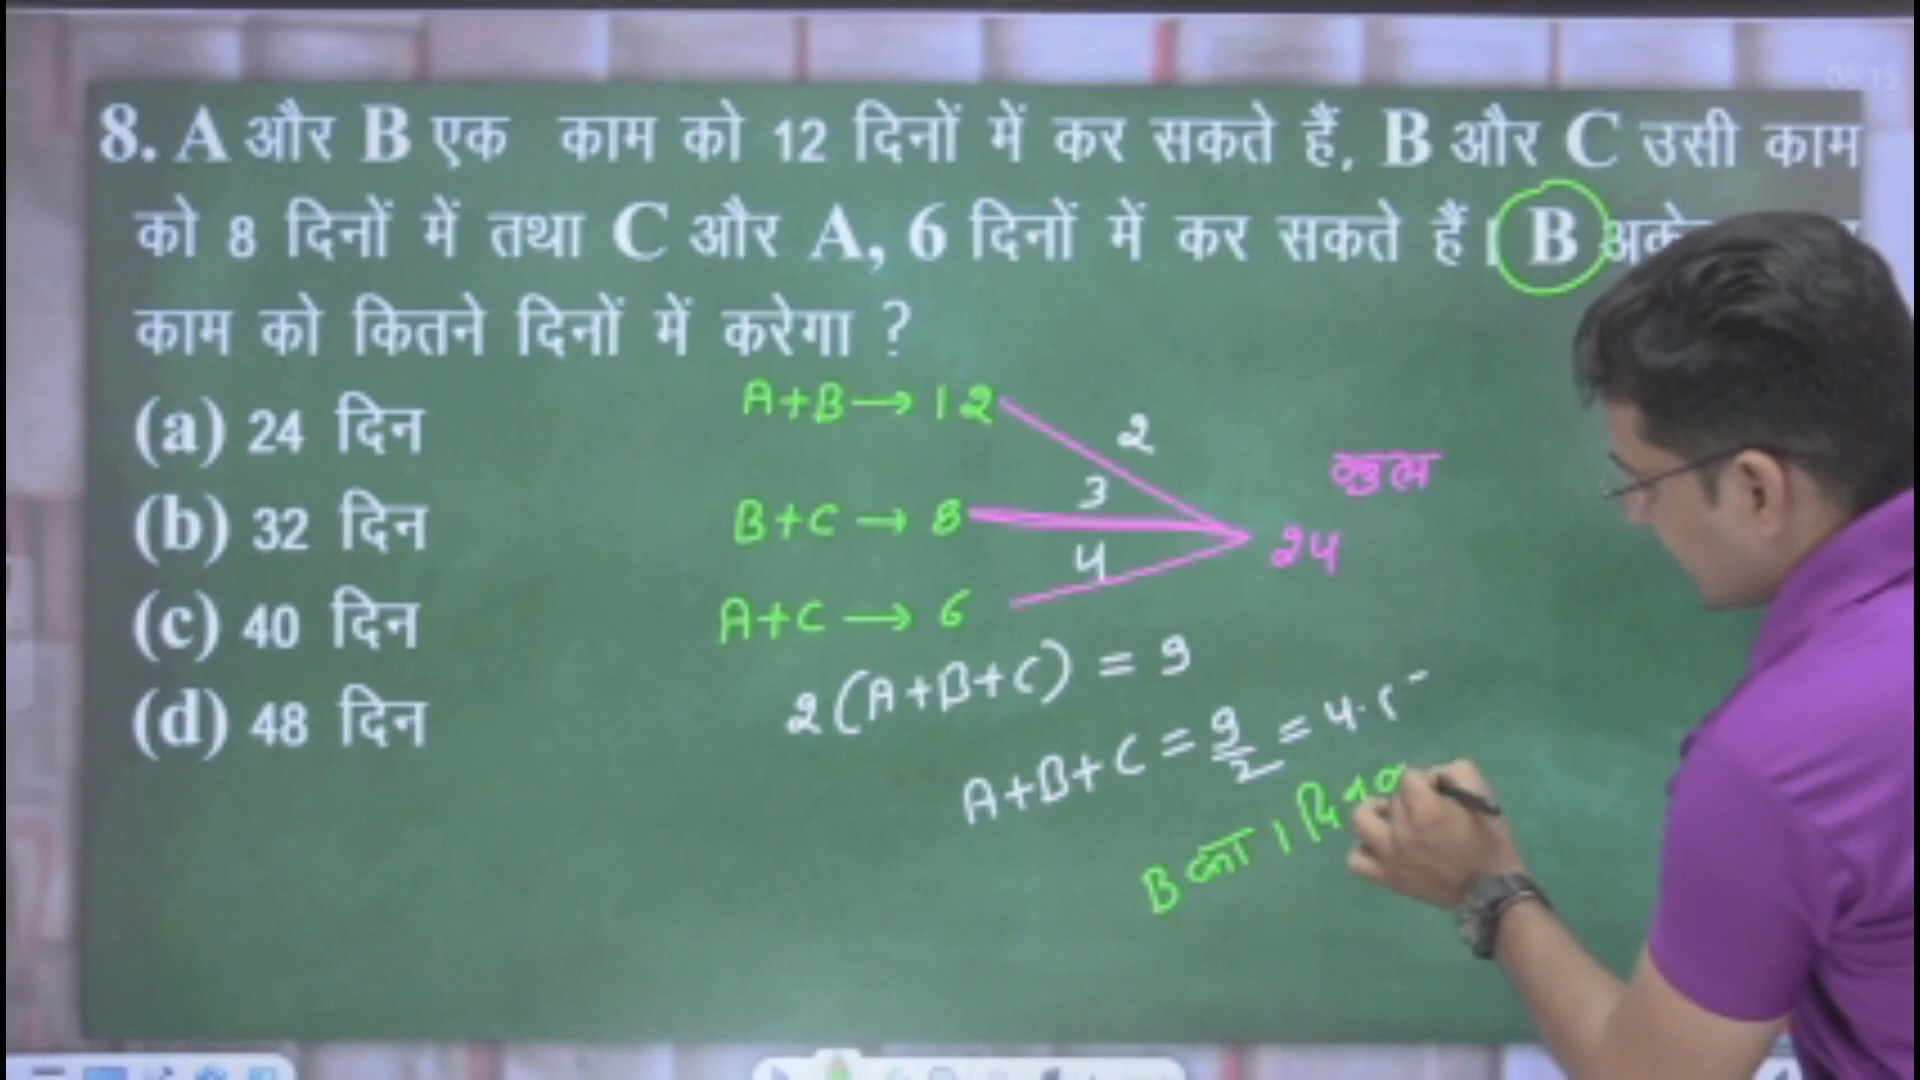 8. A और B एक काम को 12 दिनों में कर सकते हैं, B और C उसी काम
को 8 दिनों में तथा C और A, 6 दिनों में कर सकते हैं। B
काम को कितने दिनों में करेगा ?
(a) 24 दिन
(b) 32 दिन
(c) 40 दिन
(d) 48 दिन
A+B → 12
2
3
B+C → 8
4
A+C → 6
कुल
24
2(A+B+C) = 9
A+B+C = 9/2 = 4.5
B का 1 दिन